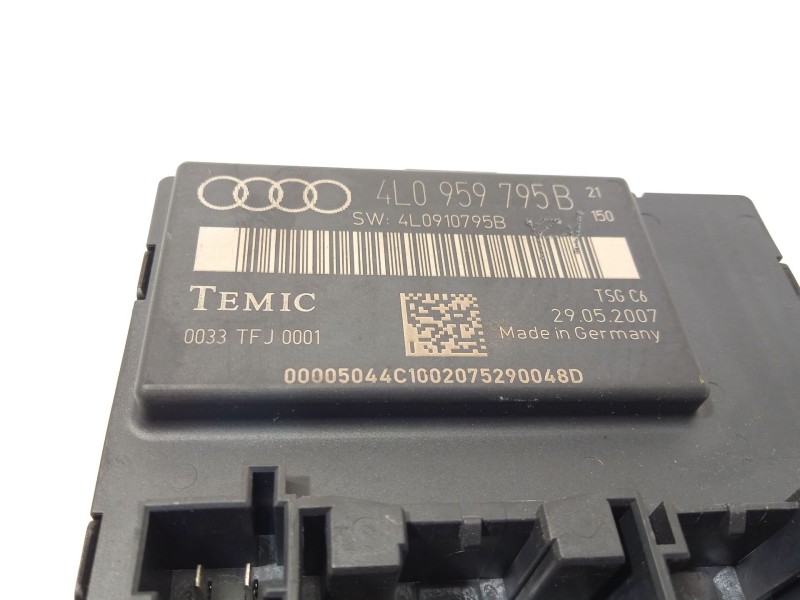 4L0 959 795B 21
SW: 4L0910795B 150
TEMIC
TSG C6
29.05.2007
0033 TFJ 0001
Made in Germany
00005044C1002075290048D